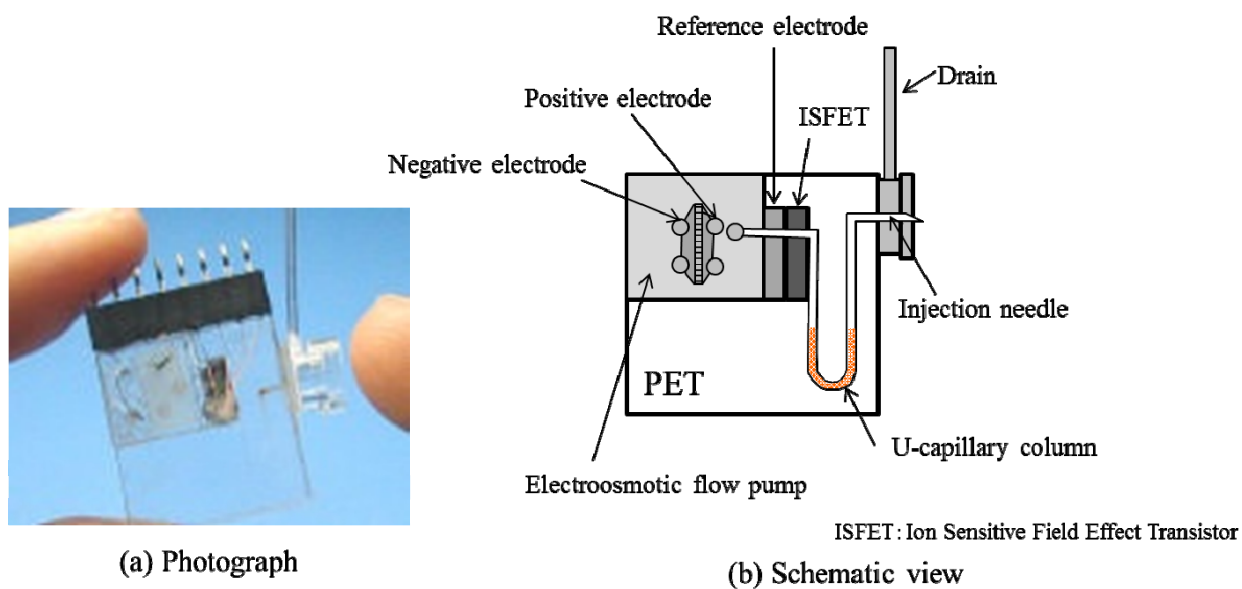 Reference electrode
Drain
Positive electrode
ISFET
Negative electrode
Injection needle
PET
U-capillary column
Electroosmotic flow pump
ISFET: Ion Sensitive Field Effect Transistor
(a) Photograph
(b) Schematic view